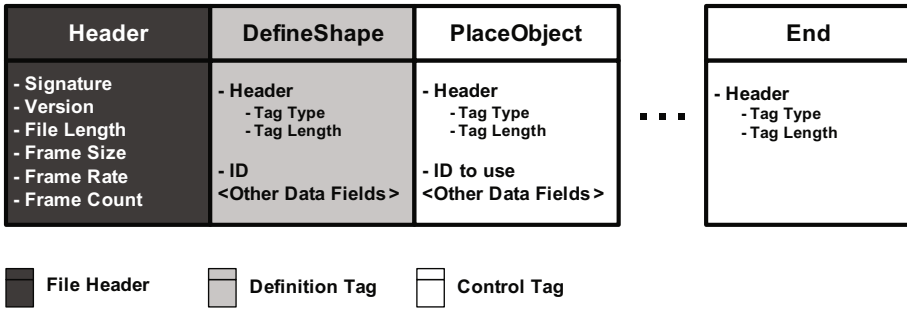 Header
DefineShape
PlaceObject
End
- Signature
- Version
- File Length
- Frame Size
- Frame Rate
- Frame Count
- Header
- Tag Type
- Tag Length
- ID
<Other Data Fields>
- Header
- Tag Type
- Tag Length
- ID to use
<Other Data Fields>
...
- Header
- Tag Type
- Tag Length
File Header
Definition Tag
Control Tag